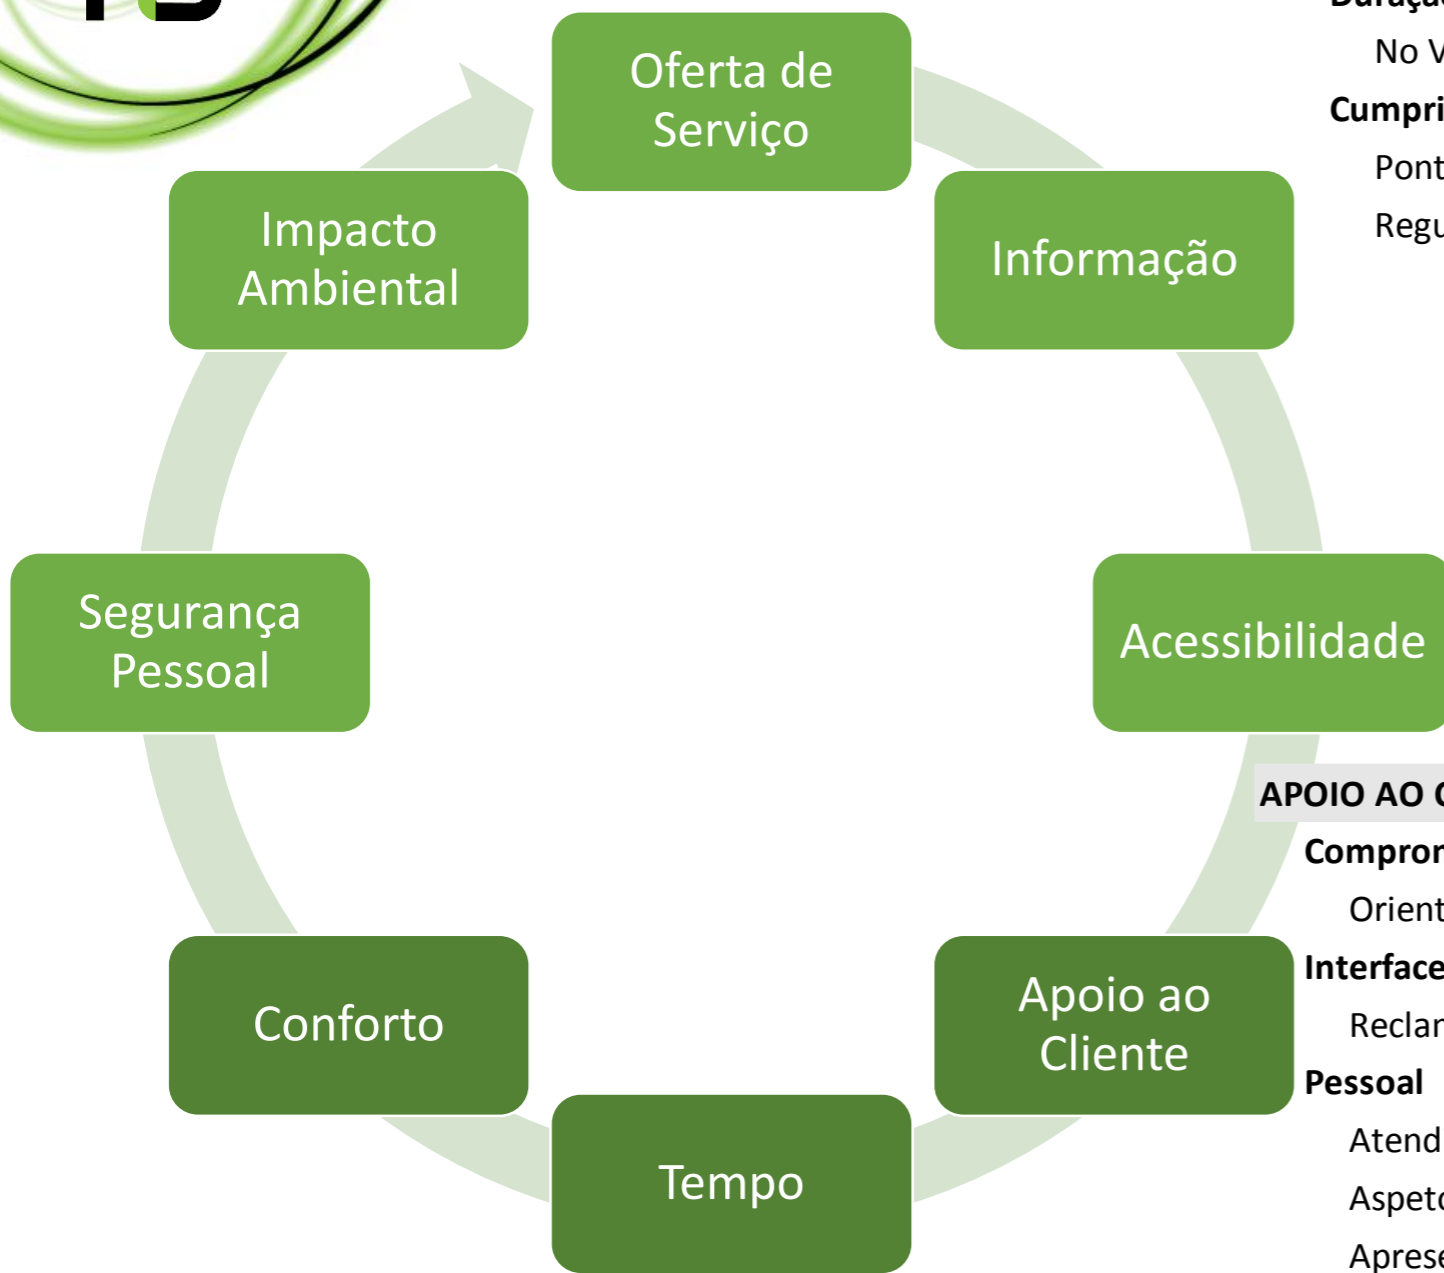 Oferta de
Serviço
Informação
Acessibilidade
Apoio ao
Cliente
Tempo
Conforto
Segurança
Pessoal
Impacto
Ambiental
No
APOIO AO
Interface
Pessoal